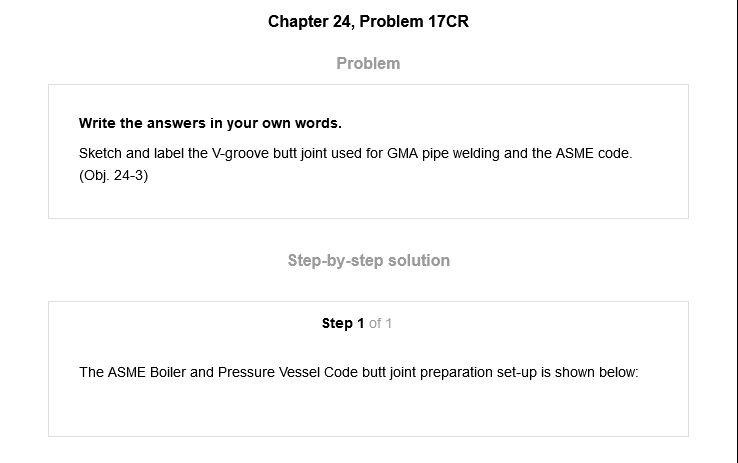 Chapter 24, Problem 17CR
Problem
Write the answers in your own words.
Sketch and label the V-groove butt joint used for GMA pipe welding and the ASME code.
(Obj. 24-3)
Step-by-step solution
Step 1 of 1
The ASME Boiler and Pressure Vessel Code butt joint preparation set-up is shown below: